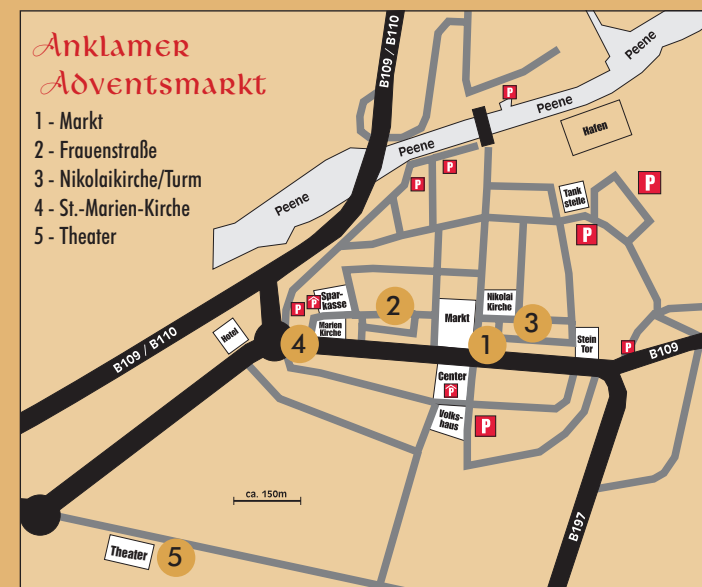 Anklamer
Adventsmarkt
1 - Markt
2 - Frauenstraße
3 - Nikolaikirche/Turm
4 - St.-Marien-Kirche
5 - Theater
B109 / B110
Peene
P
Peene
Peene
Hafen
Peene
P
P
Tank
stelle
P
P
Peene
P
P
Spar-
kasse
Marien
Kirche
2
Markt
Nikolai
Kirche
3
Hotel
4
1
Stein
Tor
P
B109
B109 / B110
Center
P
Volks-
haus
P
ca. 150m
B197
Theater
5